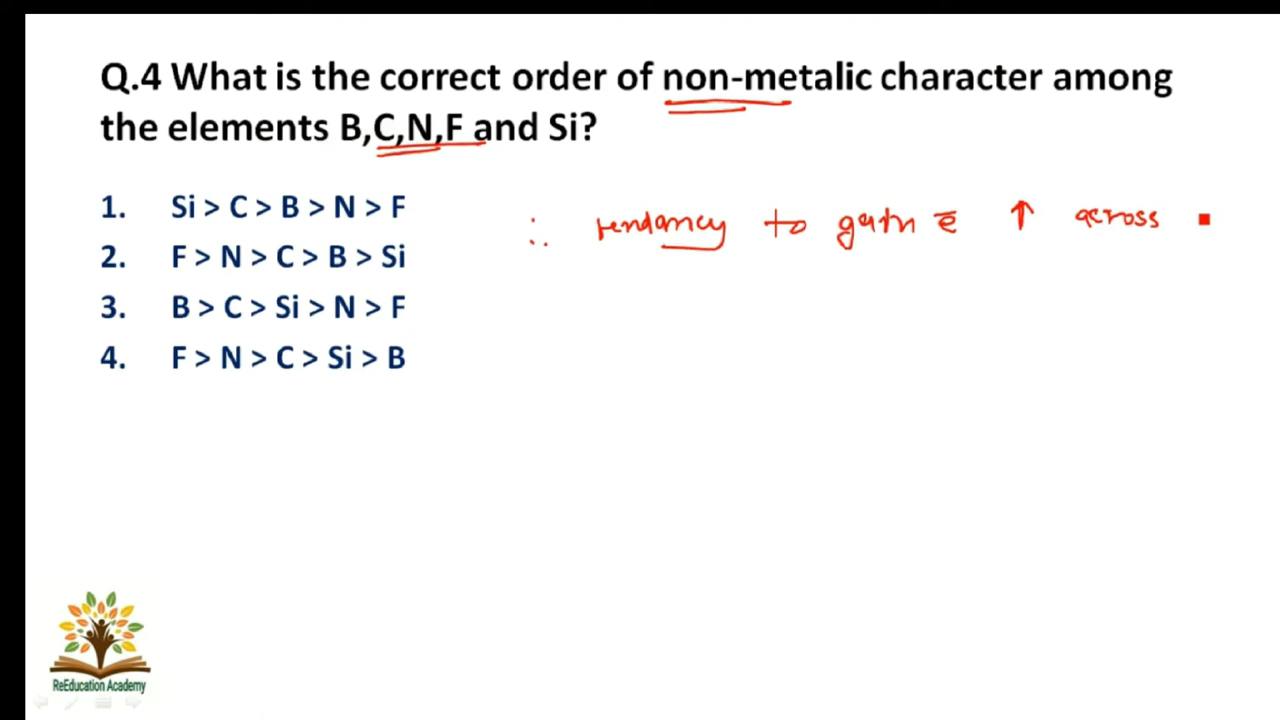 Q.4 What is the correct order of non-metalic character among
the elements B,C,N,F and Si?
1. Si > C > B > N > F
2. F > N > C > B > Si
3. B > C > Si > N > F
4. F > N > C > Si > B
∴ tendancy to gain ē ↑ across
ReEducation Academy